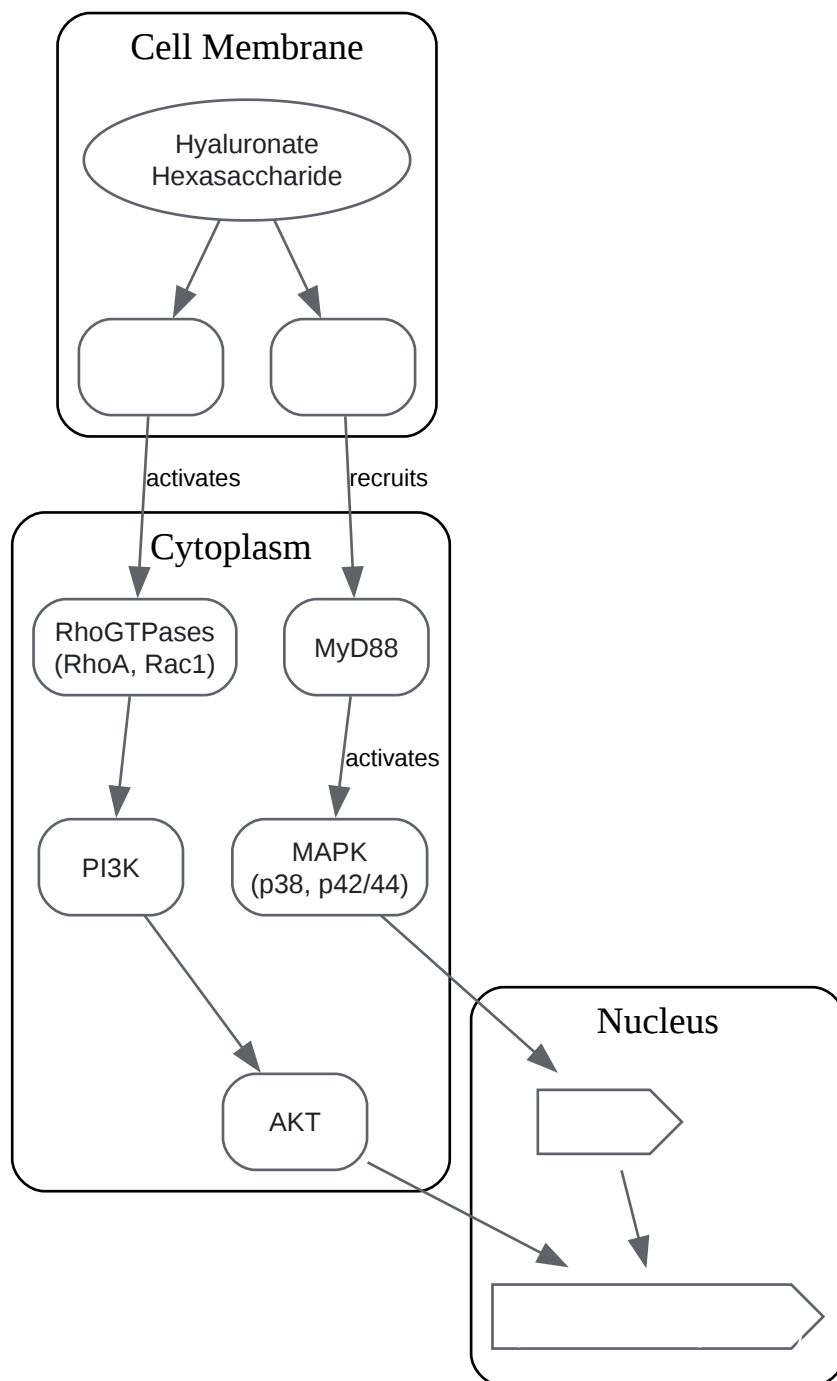 Cell Membrane
Hyaluronate
Hexasaccharide
activates
recruits
Cytoplasm
RhoGTPases
(RhoA, Rac1)
MyD88
activates
PI3K
MAPK
(p38, p42/44)
Nucleus
AKT